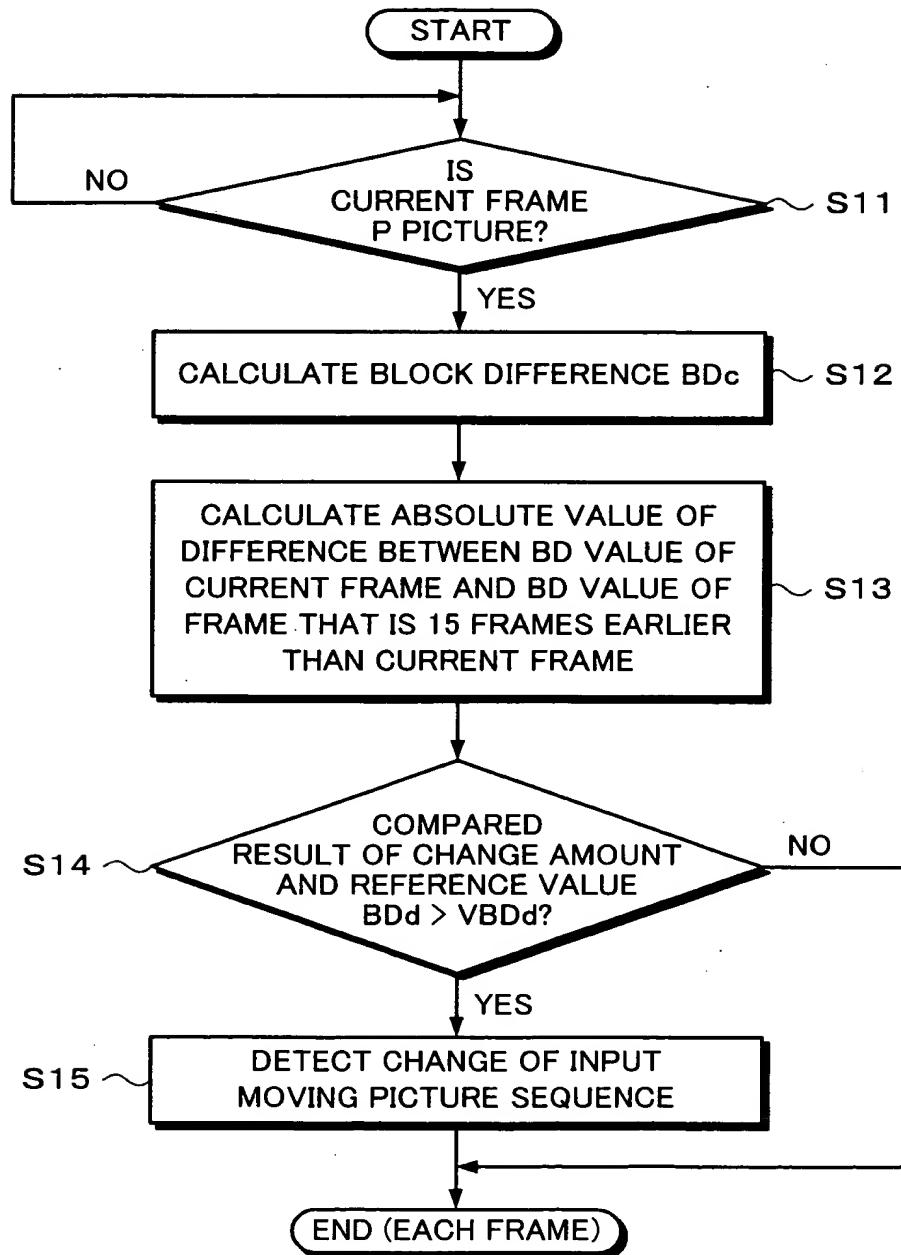 START
NO
IS
CURRENT FRAME
P PICTURE?
S11
YES
CALCULATE BLOCK DIFFERENCE BDc
S12
CALCULATE ABSOLUTE VALUE OF
DIFFERENCE BETWEEN BD VALUE OF
CURRENT FRAME AND BD VALUE OF
FRAME THAT IS 15 FRAMES EARLIER
THAN CURRENT FRAME
S13
S14
COMPARED
RESULT OF CHANGE AMOUNT
AND REFERENCE VALUE
BDd > VBDd?
NO
YES
S15
DETECT CHANGE OF INPUT
MOVING PICTURE SEQUENCE
END (EACH FRAME)